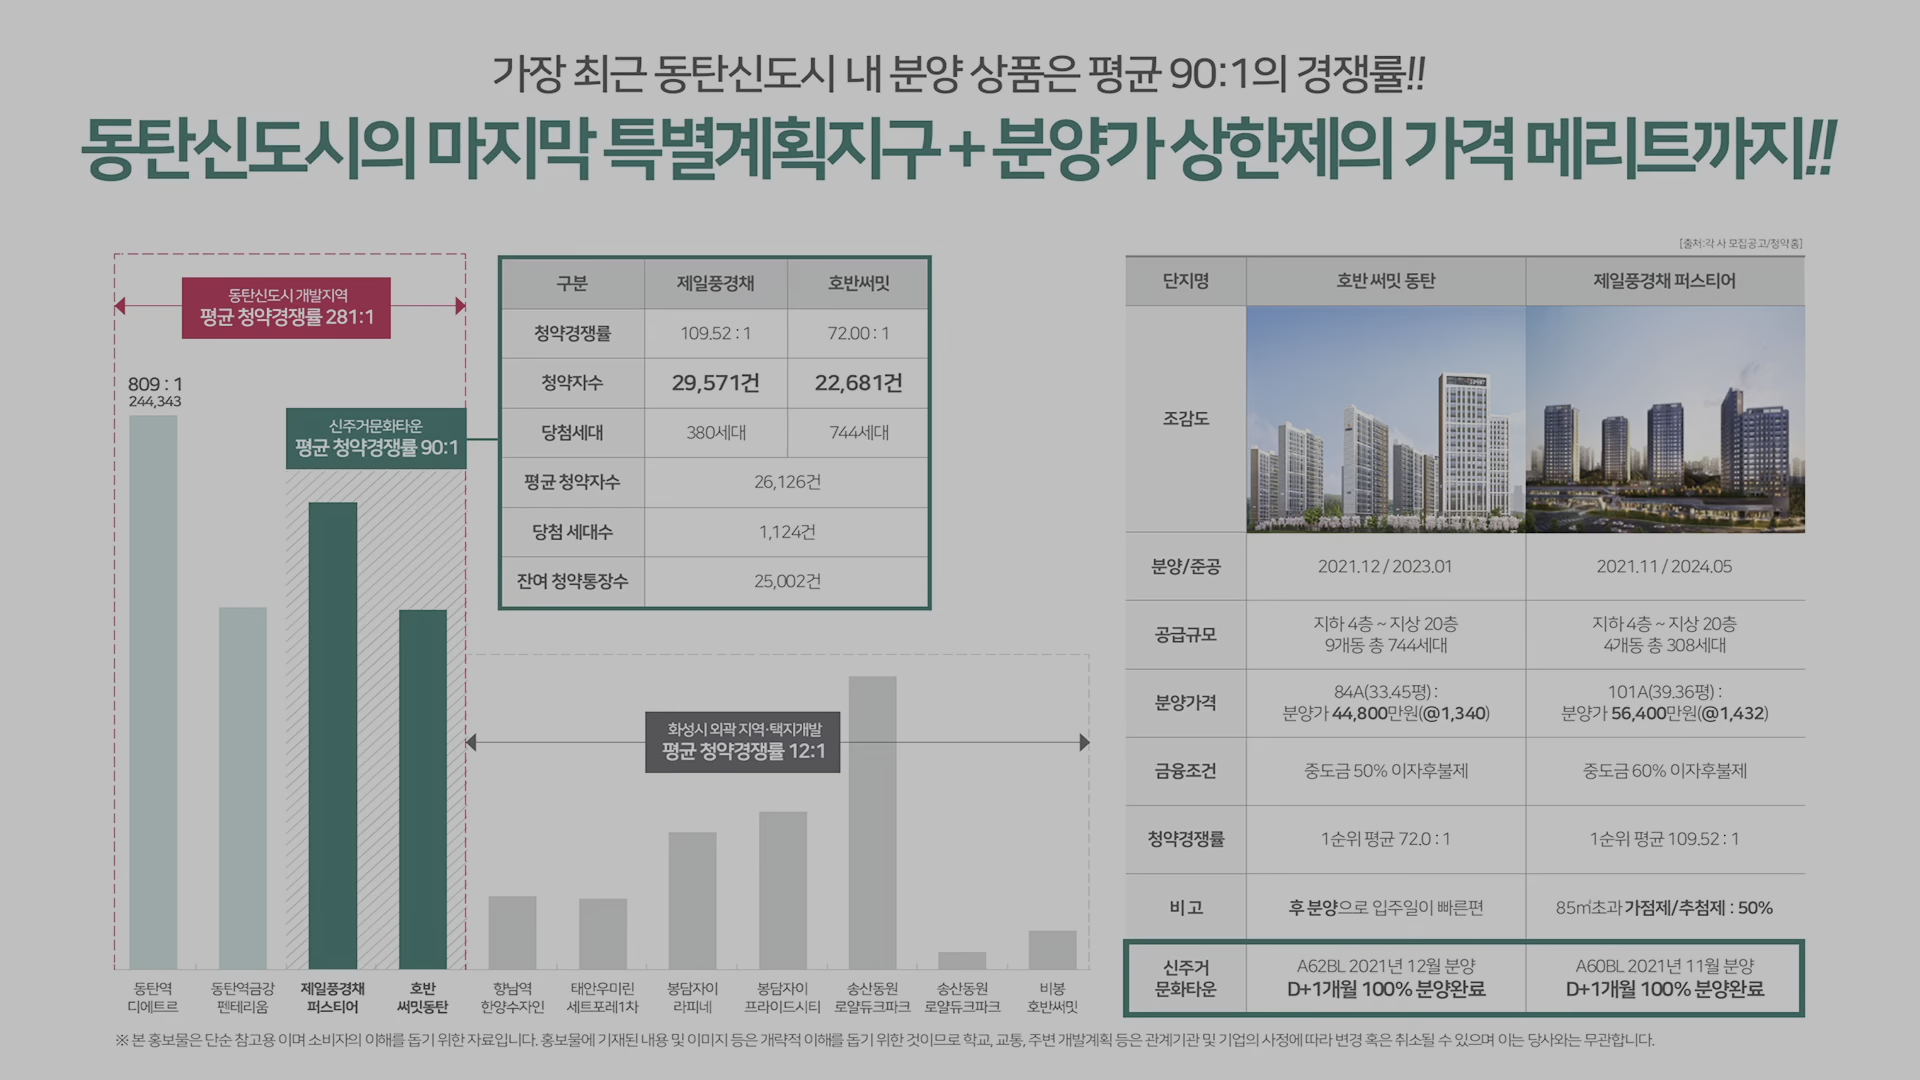 가장 최근 동탄신도시 내 분양 상품은 평균 90:1의 경쟁률!!
동탄신도시의 마지막 특별계획지구 + 분양가 상한제의 가격 메리트까지!!
동탄신도시 개발지역
평균 청약경쟁률 281:1
809 : 1
244,343
신주거문화타운
평균 청약경쟁률 90:1
구분 제일풍경채 호반써밋
청약경쟁률 109.52 : 1 72.00 : 1
청약자수 29,571건 22,681건
당첨세대 380세대 744세대
평균 청약자수 26,126건
당첨 세대수 1,124건
잔여 청약통장수 25,002건
화성시 외곽 지역·택지개발
평균 청약경쟁률 12:1
동탄역
디에트르
동탄역금강
펜테리움
제일풍경채
퍼스티어
호반
써밋동탄
향남역
한양수자인
태안우미린
세트포레1차
봉담자이
라피네
봉담자이
프라이드시티
송산동원
로얄듀크파크
송산동원
로얄듀크파크
비봉
호반써밋
[출처:각 사 모집공고/청약홈]
단지명 호반 써밋 동탄 제일풍경채 퍼스티어
조감도
분양/준공 2021.12 / 2023.01 2021.11 / 2024.05
공급규모
지하 4층 ~ 지상 20층
9개동 총 744세대
지하 4층 ~ 지상 20층
4개동 총 308세대
분양가격
84A(33.45평) :
분양가 44,800만원(@1,340)
101A(39.36평) :
분양가 56,400만원(@1,432)
금융조건 중도금 50% 이자후불제 중도금 60% 이자후불제
청약경쟁률 1순위 평균 72.0 : 1 1순위 평균 109.52 : 1
비 고 후 분양으로 입주일이 빠른편 85㎡초과 가점제/추첨제 : 50%
신주거
문화타운
A62BL 2021년 12월 분양
D+1개월 100% 분양완료
A60BL 2021년 11월 분양
D+1개월 100% 분양완료
※ 본 홍보물은 단순 참고용 이며 소비자의 이해를 돕기 위한 자료입니다. 홍보물에 기재된 내용 및 이미지 등은 개략적 이해를 돕기 위한 것이므로 학교, 교통, 주변 개발계획 등은 관계기관 및 기업의 사정에 따라 변경 혹은 취소될 수 있으며 이는 당사와는 무관합니다.